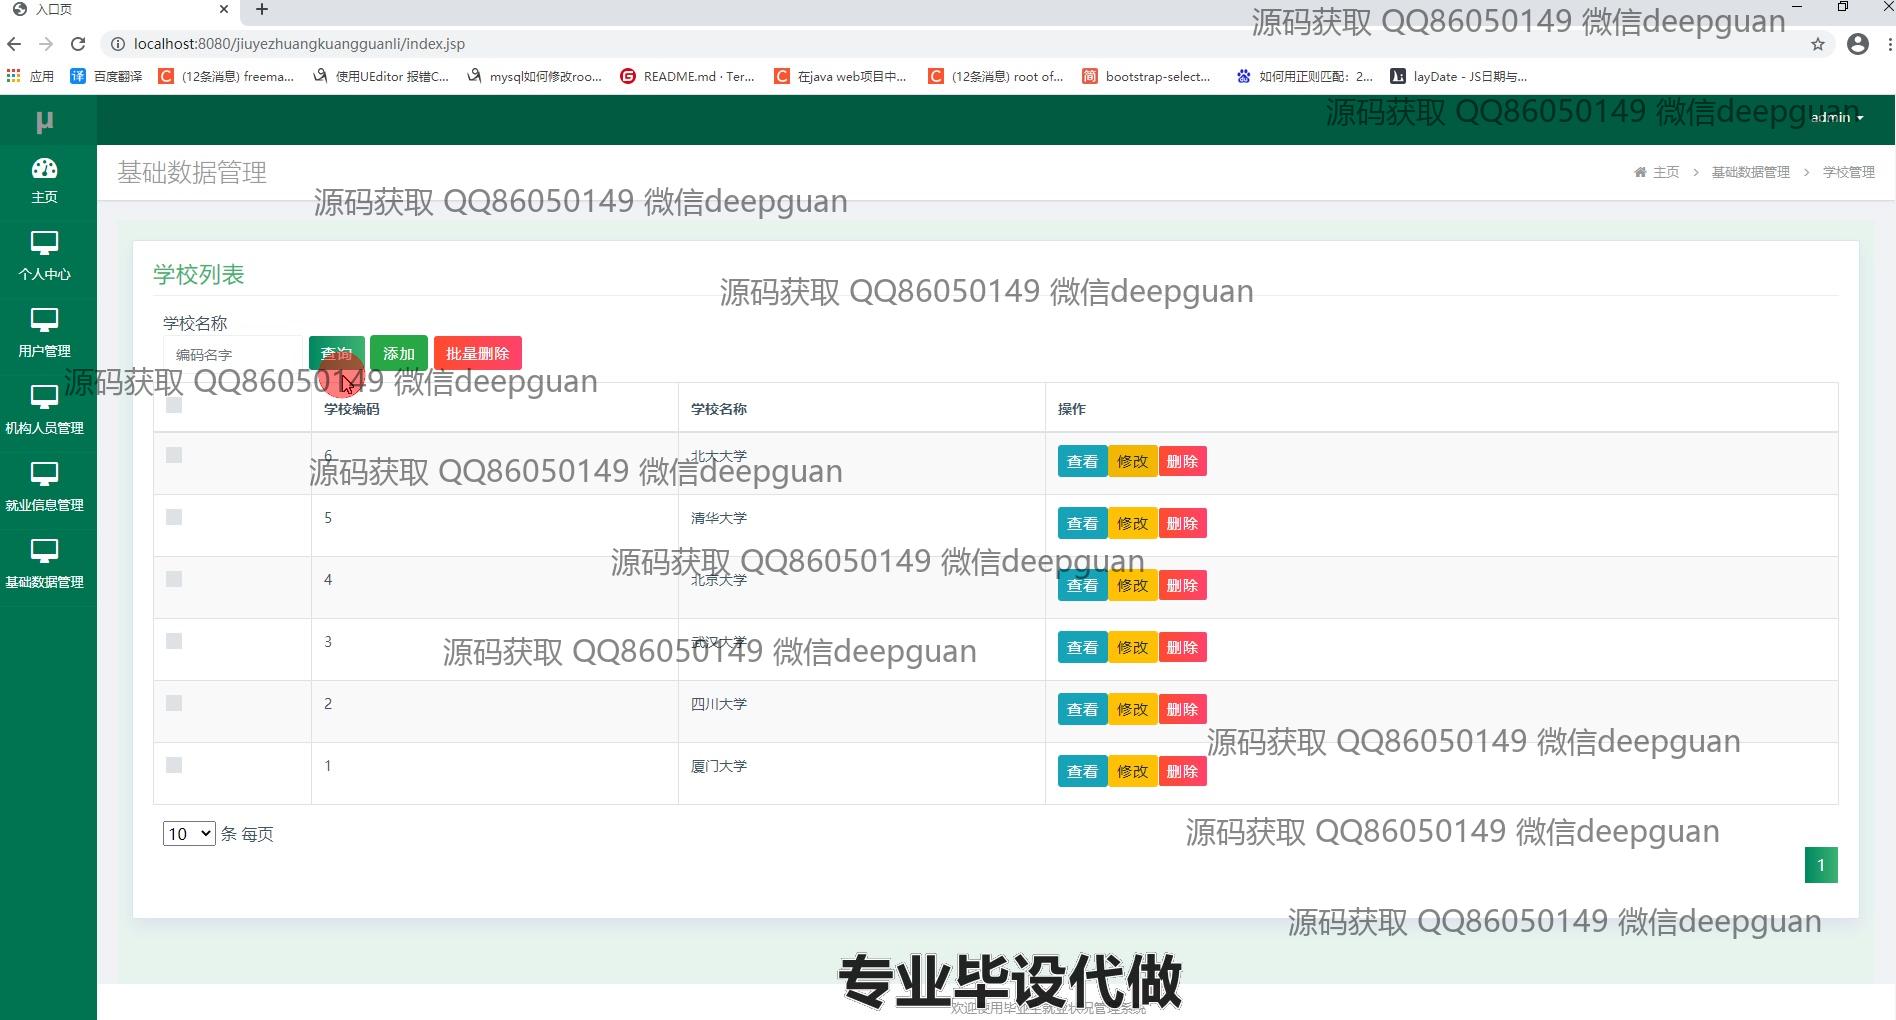 入口页
源码获取 QQ86050149 微信deepguan
localhost:8080/jiuyezhuangkuangguanli/index.jsp
应用 百度翻译 (12条消息) freema... 使用UEditor 报错C... mysql如何修改roo... README.md · Ter... 在java web项目中... (12条消息) root of... bootstrap-select... 如何用正则匹配：2... layDate - JS日期与...
μ
源码获取 QQ86050149 微信deepguan
admin
基础数据管理
主页 > 基础数据管理 > 学校管理
主页
源码获取 QQ86050149 微信deepguan
个人中心
学校列表
源码获取 QQ86050149 微信deepguan
学校名称
用户管理
编码名字 查询 添加 批量删除
源码获取 QQ86050149 微信deepguan
学校编码 学校名称 操作
机构人员管理
6 北大大学 查看 修改 删除
源码获取 QQ86050149 微信deepguan
就业信息管理
5 清华大学 查看 修改 删除
源码获取 QQ86050149 微信deepguan
4 北京大学 查看 修改 删除
基础数据管理
3 武汉大学 查看 修改 删除
源码获取 QQ86050149 微信deepguan
2 四川大学 查看 修改 删除
源码获取 QQ86050149 微信deepguan
1 厦门大学 查看 修改 删除
10 条 每页
源码获取 QQ86050149 微信deepguan
1
源码获取 QQ86050149 微信deepguan
专业毕设代做
欢迎使用毕业生就业状况管理系统